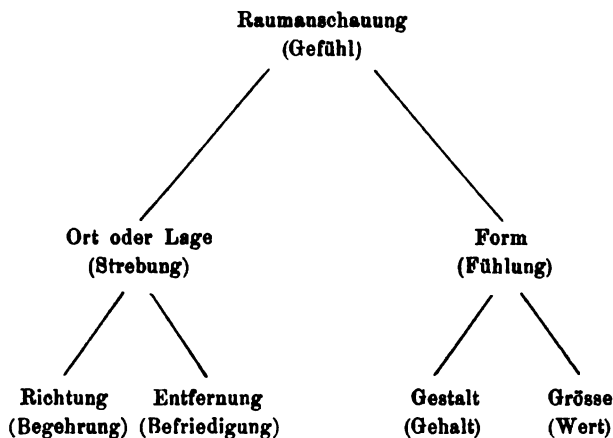 Raumanschauung
(Gefühl)
Ort oder Lage
(Strebung)
Form
(Fühlung)
Richtung
(Begehrung)
Entfernung
(Befriedigung)
Gestalt
(Gehalt)
Grösse
(Wert)